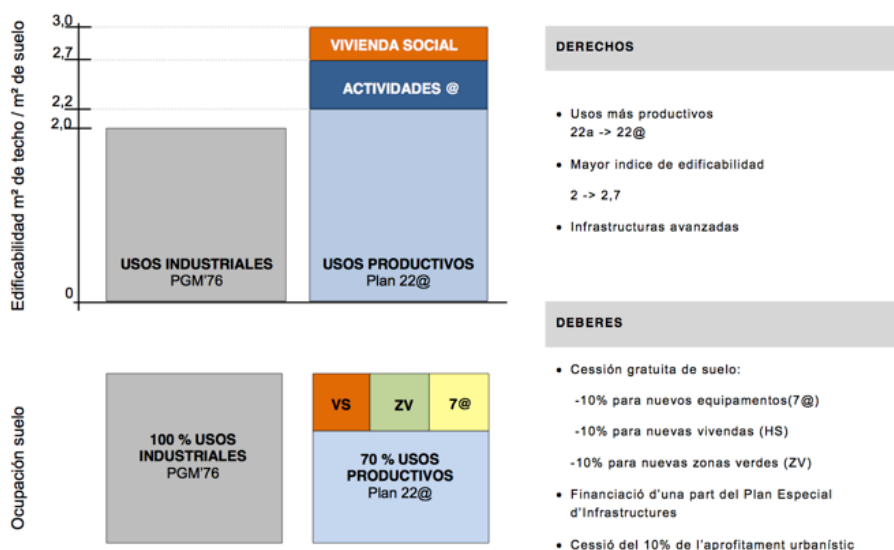 Edificabilidad m² de techo / m² de suelo
3,0
2,7
2,2
2,0
0
VIVIENDA SOCIAL
ACTIVIDADES @
USOS INDUSTRIALES
PGM'76
USOS PRODUCTIVOS
Plan 22@
Ocupación suelo
100 % USOS
INDUSTRIALES
PGM'76
VS
ZV
7@
70 % USOS
PRODUCTIVOS
Plan 22@
DERECHOS
• Usos más productivos
22a -> 22@
• Mayor indice de edificabilidad
2 -> 2,7
• Infrastructuras avanzadas
DEBERES
• Cessión gratuita de suelo:
-10% para nuevos equipamentos(7@)
-10% para nuevas vivendas (HS)
-10% para nuevas zonas verdes (ZV)
• Financiació d'una part del Plan Especial
d'Infrastructures
• Cessió del 10% de l'aprofitament urbanístic